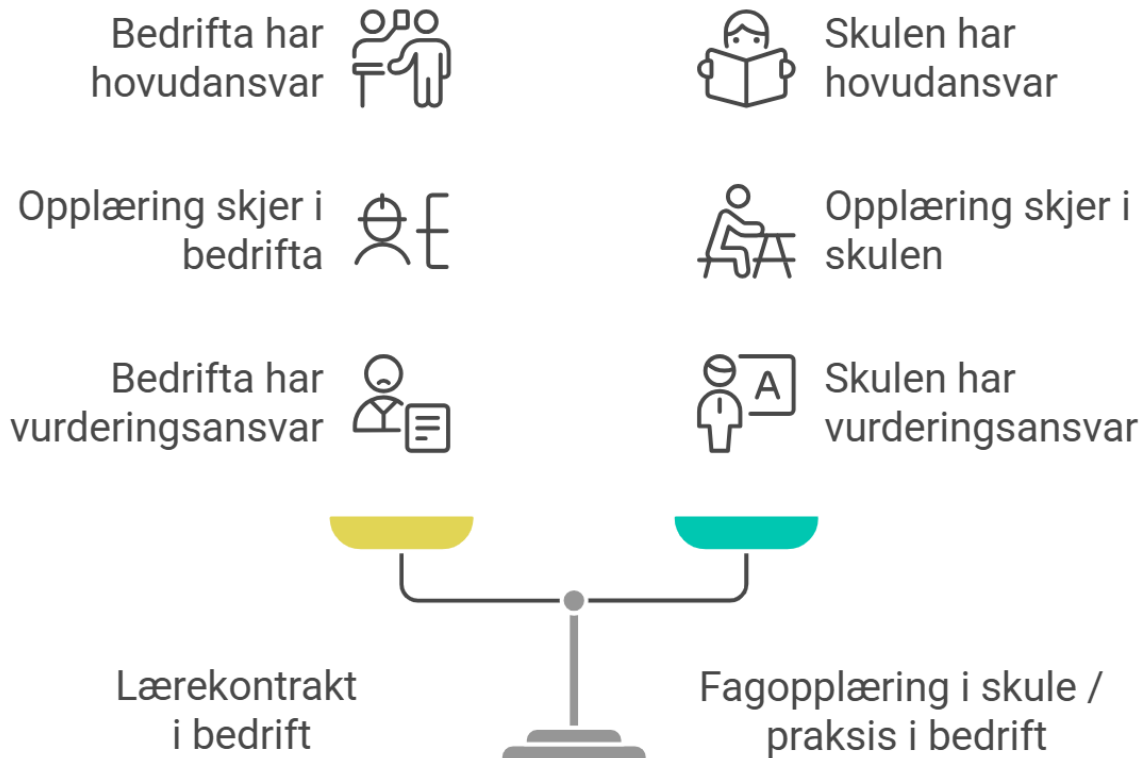 Bedrifta har
hovudansvar
Skulen har
hovudansvar
Opplæring skjer i
bedrifta
Opplæring skjer i
skulen
Bedrifta har
vurderingsansvar
A
Skulen har
vurderingsansvar
Lærekontrakt
i bedrift
Fagopplæring i skule /
praksis i bedrift